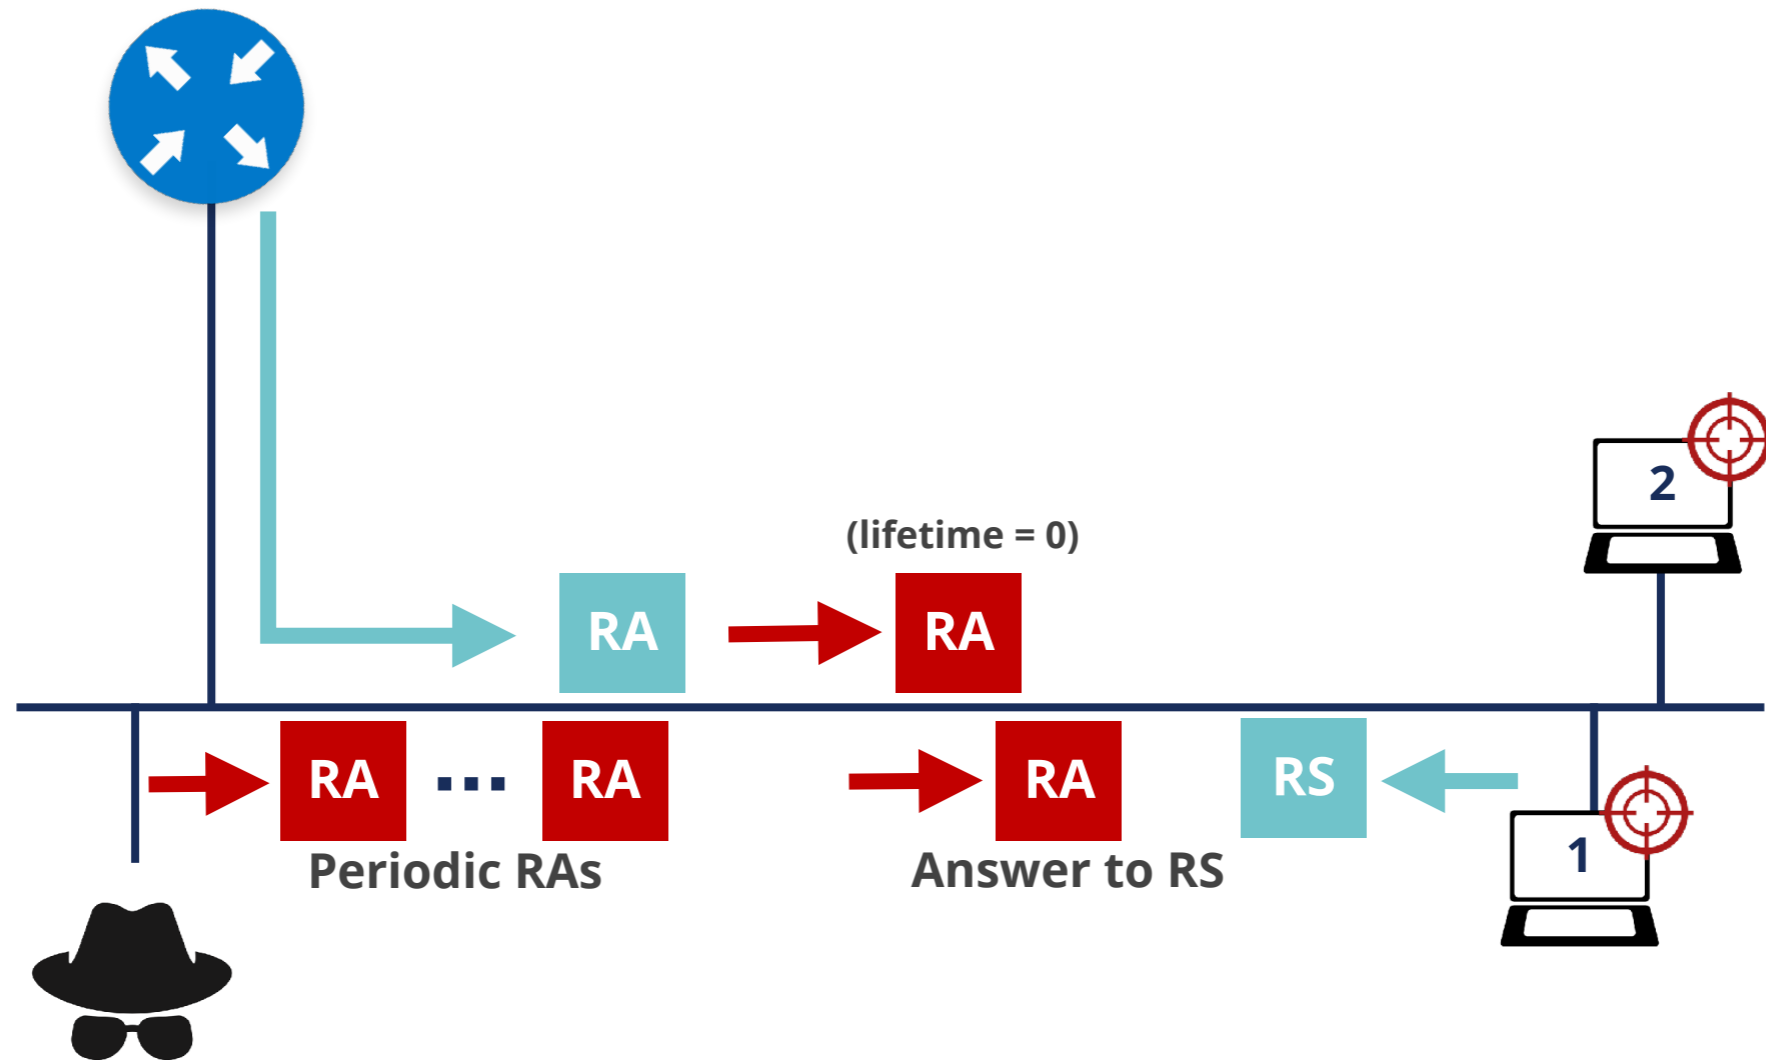 2
(lifetime = 0)
RA
RA
RA
...
RA
RA
RS
1
Periodic RAs
Answer to RS